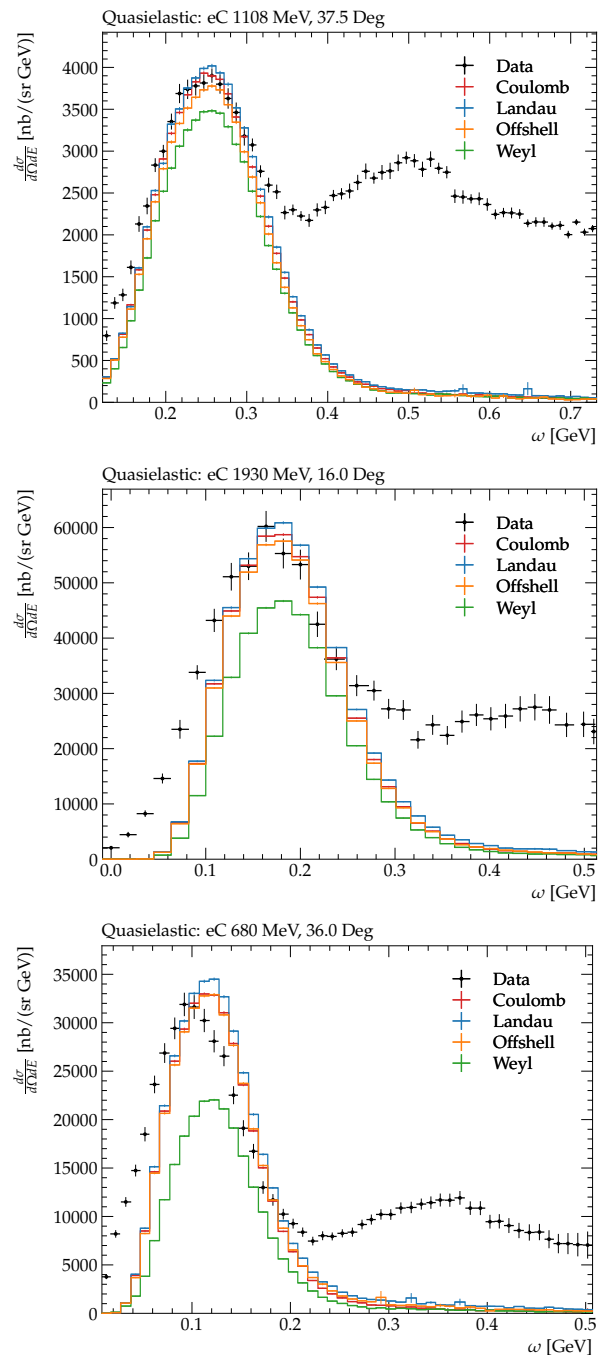 Quasielastic: eC 1108 MeV, 37.5 Deg
dσ/dΩdE [nb/(sr GeV)]
4000
3500
3000
2500
2000
1500
1000
500
0
Data
Coulomb
Landau
Offshell
Weyl
0.2 0.3 0.4 0.5 0.6 0.7
ω [GeV]
Quasielastic: eC 1930 MeV, 16.0 Deg
dσ/dΩdE [nb/(sr GeV)]
60000
50000
40000
30000
20000
10000
0
Data
Coulomb
Landau
Offshell
Weyl
0.0 0.1 0.2 0.3 0.4 0.5
ω [GeV]
Quasielastic: eC 680 MeV, 36.0 Deg
dσ/dΩdE [nb/(sr GeV)]
35000
30000
25000
20000
15000
10000
5000
0
Data
Coulomb
Landau
Offshell
Weyl
0.1 0.2 0.3 0.4 0.5
ω [GeV]